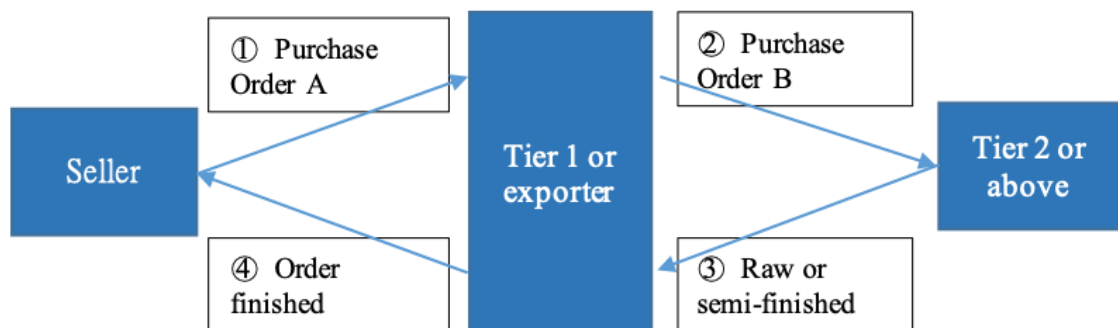 ① Purchase
Order A
② Purchase
Order B
Seller
Tier 1 or
exporter
Tier 2 or
above
④ Order
finished
③ Raw or
semi-finished